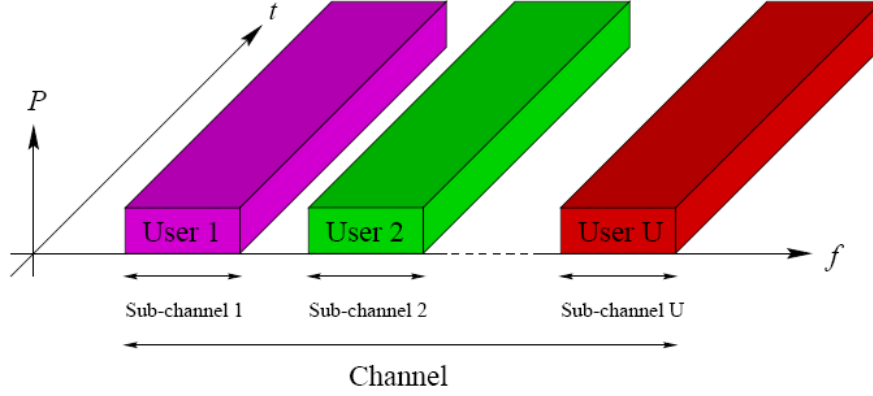 t
P
User 1
User 2
User U
f
Sub-channel 1
Sub-channel 2
Sub-channel U
Channel